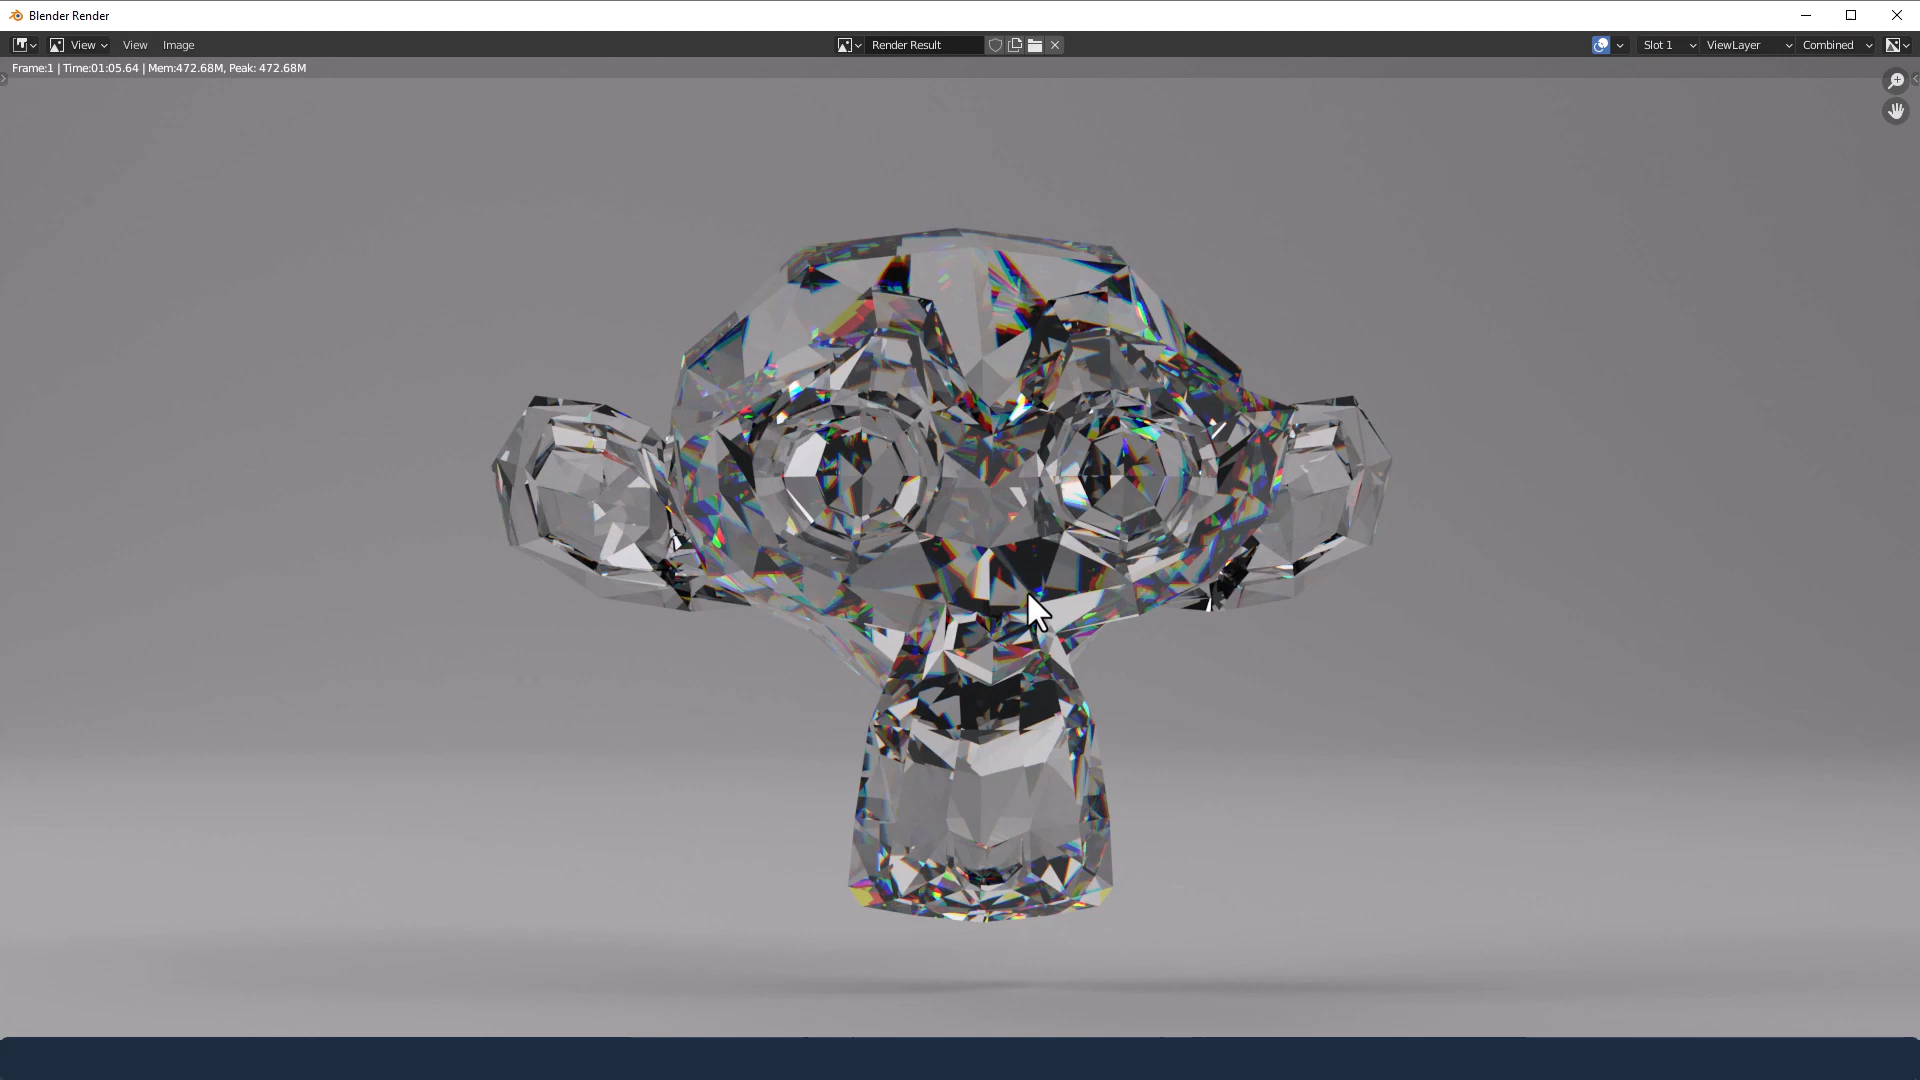 Blender Render
View View Image Render Result Slot 1 ViewLayer Combined
Frame:1 | Time:01:05.64 | Mem:472.68M, Peak: 472.68M